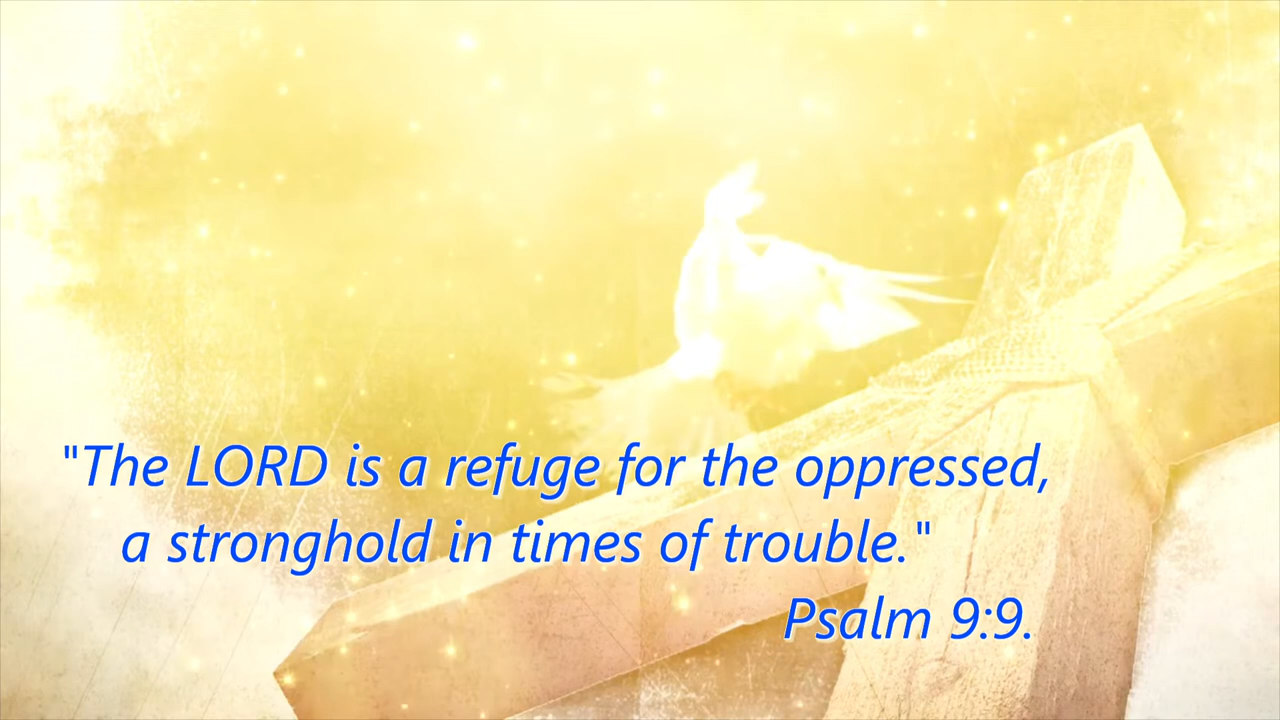 "The LORD is a refuge for the oppressed,
a stronghold in times of trouble."
Psalm 9:9.